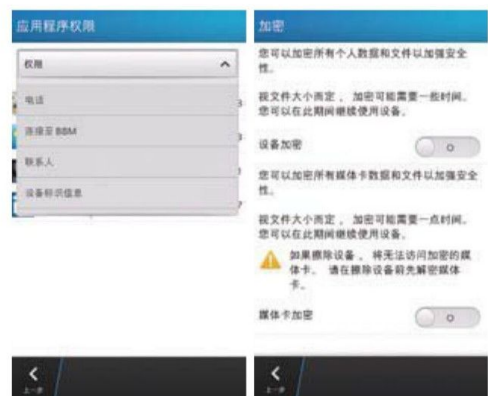 应用程序权限
权限
电话
连接至 BBM
联系人
设备标识信息
3
3
1
7
上一步
加密
您可以加密所有个人数据和文件以加强安全
性。
视文件大小而定， 加密可能需要一些时间。
您可以在此期间继续使用设备。
设备加密
您可以加密所有媒体卡数据和文件以加强安全
性。
视文件大小而定， 加密可能需要一点时间。
您可以在此期间继续使用设备。
如果擦除设备， 将无法访问加密的媒
体卡。 请在擦除设备前先解密媒体
卡。
媒体卡加密
上一步